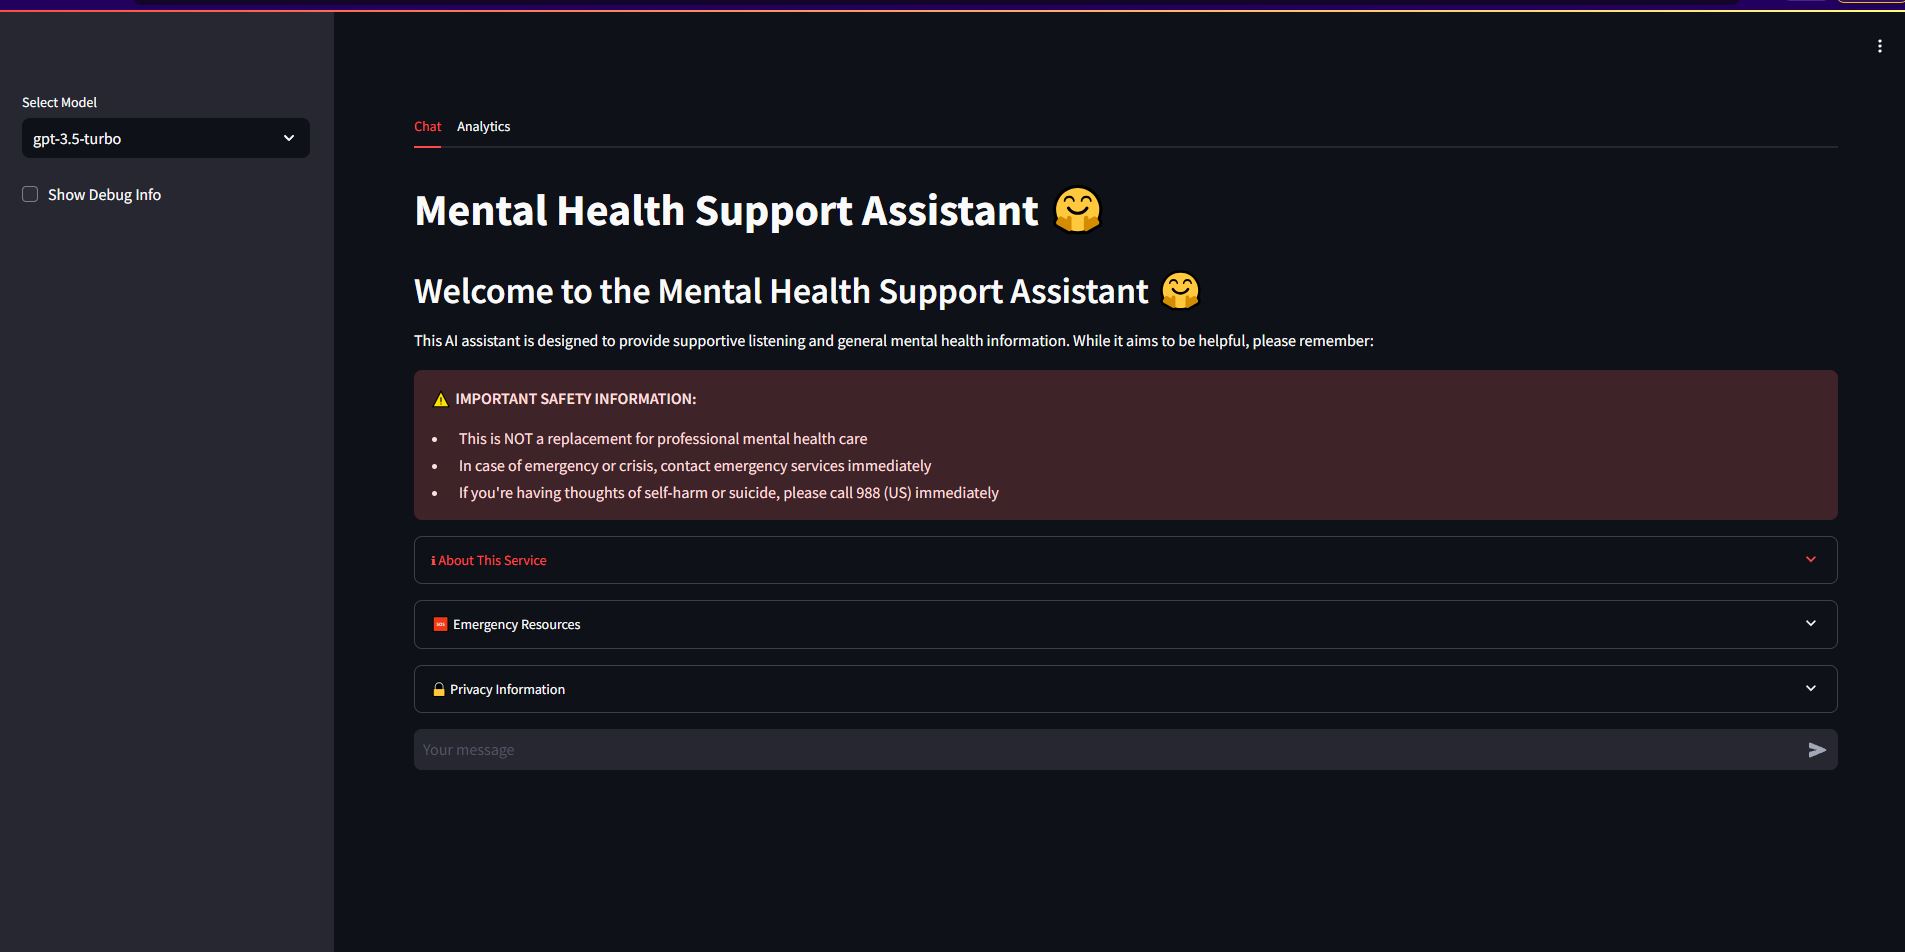 Select Model
gpt-3.5-turbo
Show Debug Info
Chat Analytics
Mental Health Support Assistant 🤗
Welcome to the Mental Health Support Assistant 🤗
This AI assistant is designed to provide supportive listening and general mental health information. While it aims to be helpful, please remember:
⚠️ IMPORTANT SAFETY INFORMATION:
• This is NOT a replacement for professional mental health care
• In case of emergency or crisis, contact emergency services immediately
• If you're having thoughts of self-harm or suicide, please call 988 (US) immediately
ℹ About This Service
🆘 Emergency Resources
🔒 Privacy Information
Your message